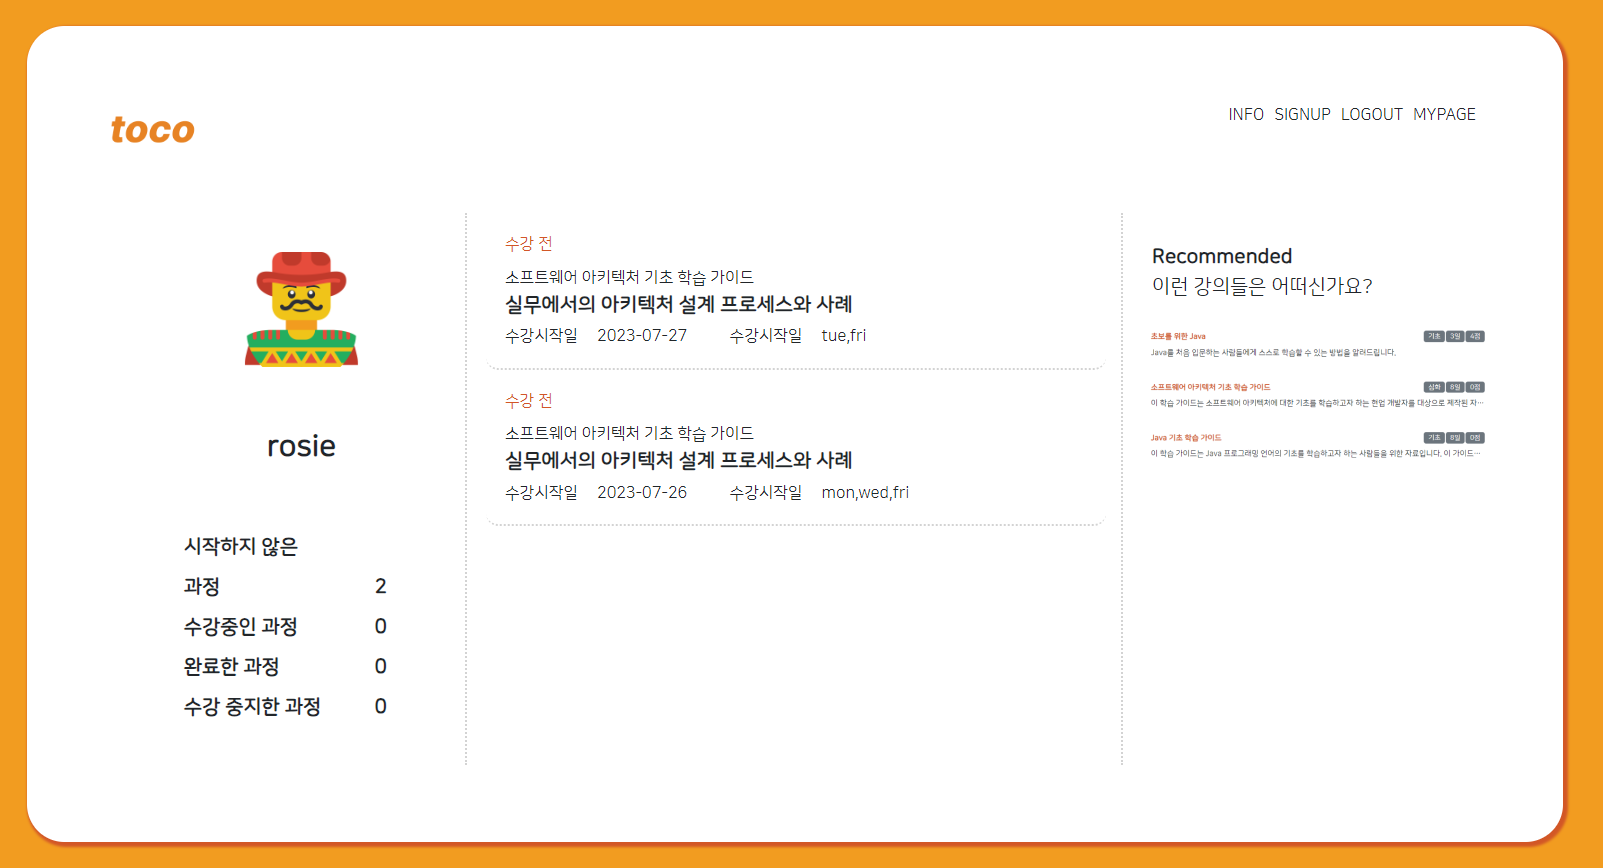 toco
INFO SIGNUP LOGOUT MYPAGE
rosie
시작하지 않은
과정 2
수강중인 과정 0
완료한 과정 0
수강 중지한 과정 0
수강 전
소프트웨어 아키텍처 기초 학습 가이드
실무에서의 아키텍처 설계 프로세스와 사례
수강시작일 2023-07-27 수강시작일 tue,fri
수강 전
소프트웨어 아키텍처 기초 학습 가이드
실무에서의 아키텍처 설계 프로세스와 사례
수강시작일 2023-07-26 수강시작일 mon,wed,fri
Recommended
이런 강의들은 어떠신가요?
초보를 위한 Java 기초 3일 4점
Java를 처음 입문하는 사람들에게 스스로 학습할 수 있는 방법을 알려드립니다.
소프트웨어 아키텍처 기초 학습 가이드 심화 8일 0점
이 학습 가이드는 소프트웨어 아키텍처에 대한 기초를 학습하고자 하는 현업 개발자를 대상으로 제작된 자…
Java 기초 학습 가이드 기초 8일 0점
이 학습 가이드는 Java 프로그래밍 언어의 기초를 학습하고자 하는 사람들을 위한 자료입니다. 이 가이드…